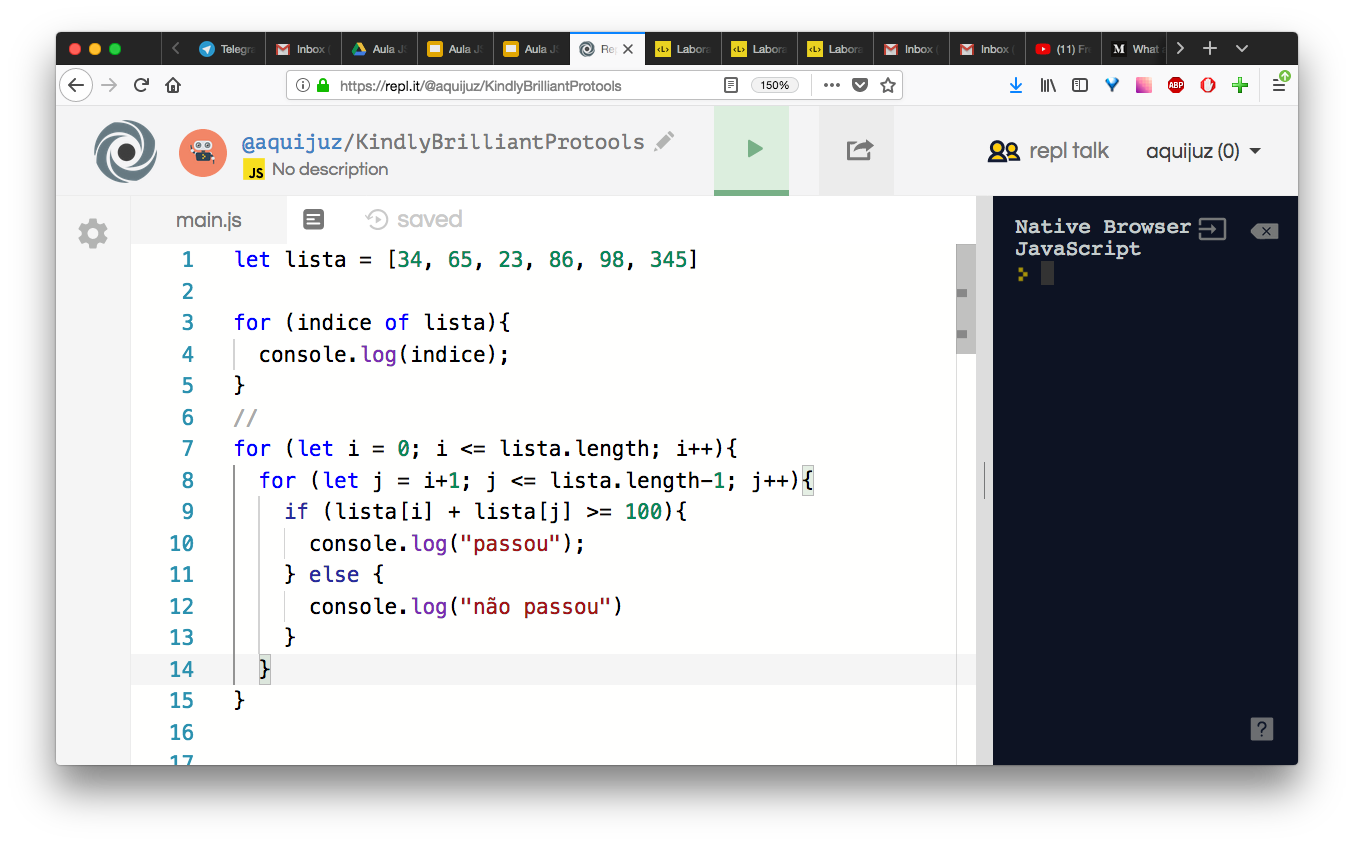 Telegr
Inbox (
Aula JS
Aula JS
Aula JS
Re
Labora
Labora
Labora
Inbox (
Inbox (
(11) Fr
M What
https://repl.it/@aquijuz/KindlyBrilliantProtools
150%
ABP
@aquijuz/KindlyBrilliantProtools
JS No description
repl talk
aquijuz (0)
main.js
saved
1 let lista = [34, 65, 23, 86, 98, 345]
2
3 for (indice of lista){
4 console.log(indice);
5 }
6 //
7 for (let i = 0; i <= lista.length; i++){
8 for (let j = i+1; j <= lista.length-1; j++){
9 if (lista[i] + lista[j] >= 100){
10 console.log("passou");
11 } else {
12 console.log("não passou")
13 }
14 }
15 }
16
17
Native Browser
JavaScript
?